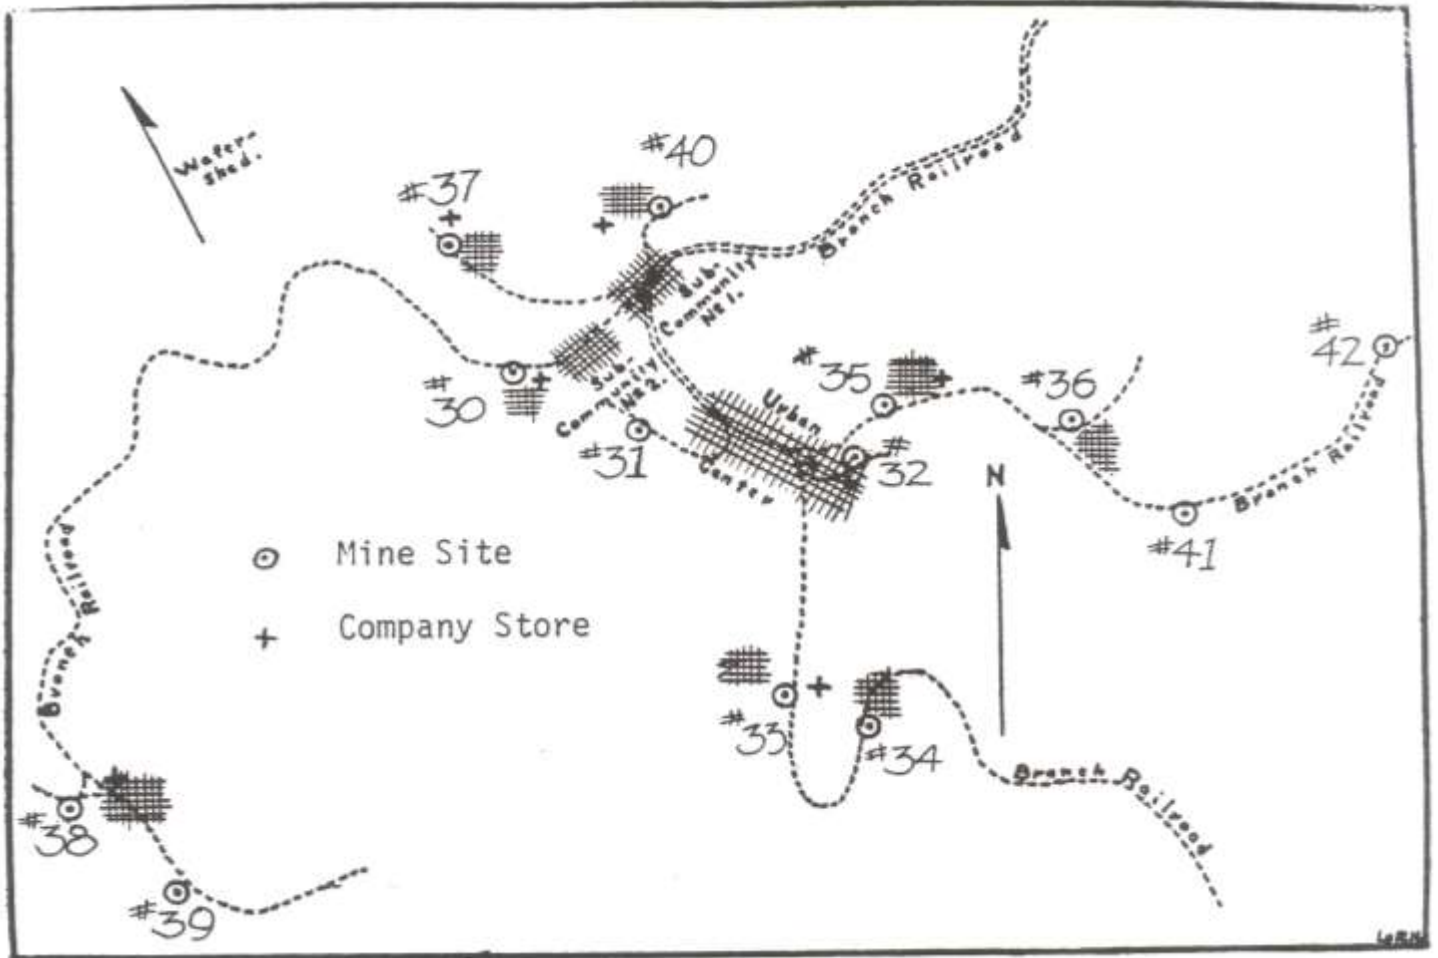 Water-
shed.
#40
#37
Branch Railroad
Sub-
Community
No 1.
#42
#35
#36
#30
Sub-
Community
No 2.
Urban
Center
#31
#32
N
Branch Railroad
#41
Mine Site
Company Store
Branch Railroad
#33
#34
Branch Railroad
#38
#39